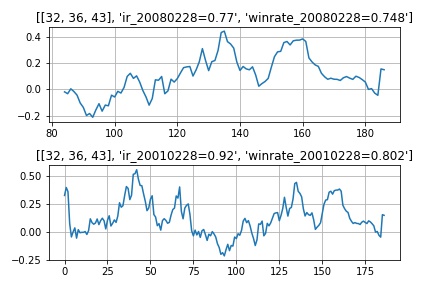 [[32, 36, 43], 'ir_20080228=0.77', 'winrate_20080228=0.748']
0.4
0.2
0.0
−0.2
80 100 120 140 160 180
[[32, 36, 43], 'ir_20010228=0.92', 'winrate_20010228=0.802']
0.50
0.25
0.00
−0.25
0 25 50 75 100 125 150 175